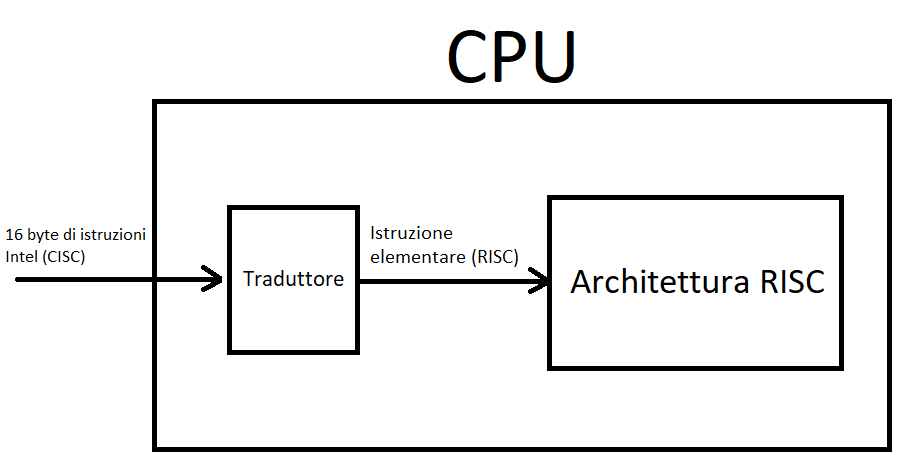 CPU
16 byte di istruzioni
Intel (CISC)
Traduttore
Istruzione
elementare (RISC)
Architettura RISC